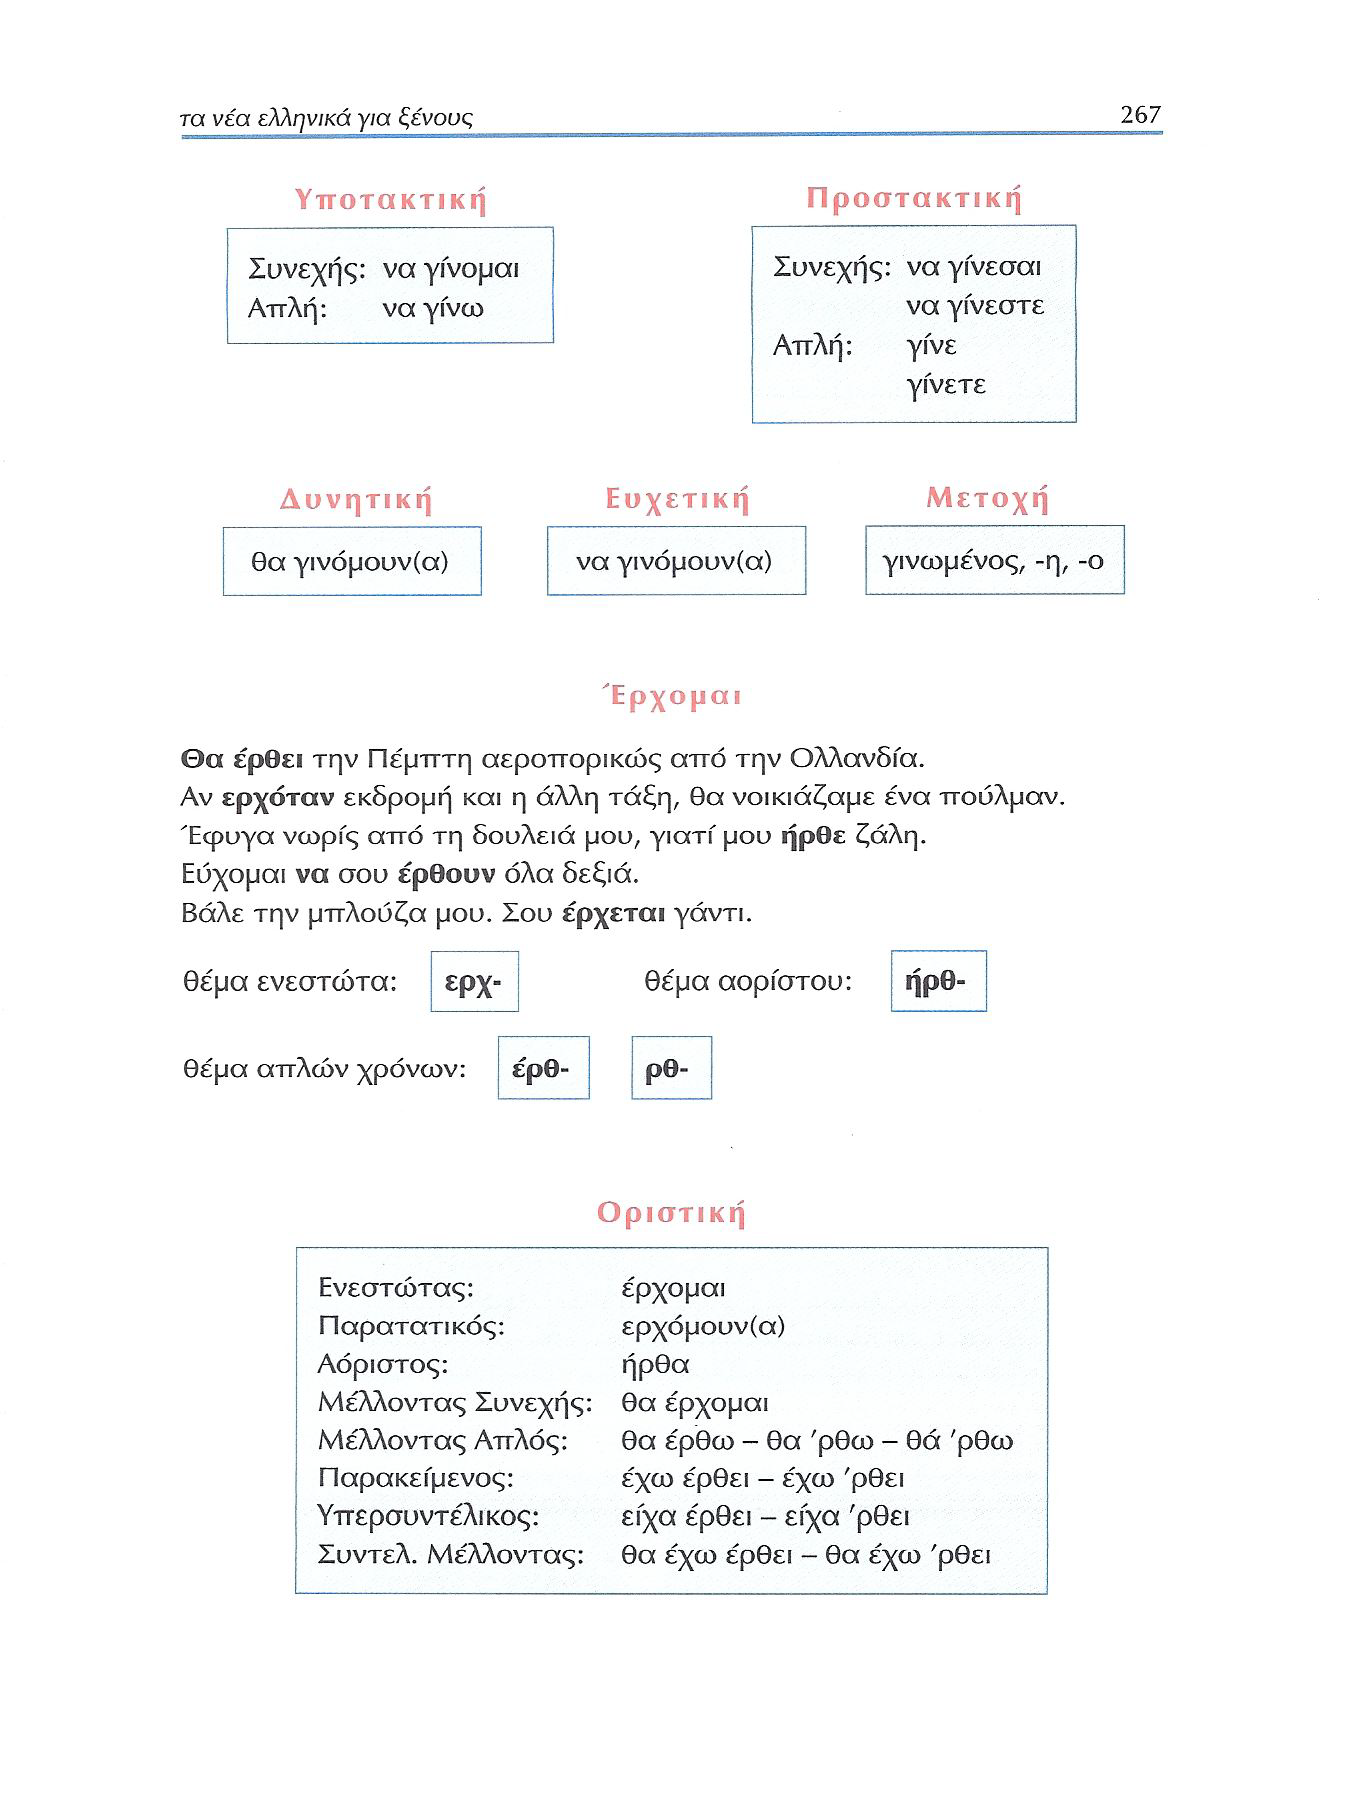 τα νέα ελληνικά για ξένους 267
Υποτακτική
Συνεχής: να γίνομαι
Απλή: να γίνω
Προστακτική
Συνεχής: να γίνεσαι
να γίνεστε
Απλή: γίνε
γίνετε
Δυνητική
θα γινόμουν(α)
Ευχετική
να γινόμουν(α)
Μετοχή
γινωμένος, -η, -ο
Έρχομαι
Θα έρθει την Πέμπτη αεροπορικώς από την Ολλανδία.
Αν ερχόταν εκδρομή και η άλλη τάξη, θα νοικιάζαμε ένα πούλμαν.
Έφυγα νωρίς από τη δουλειά μου, γιατί μου ήρθε ζάλη.
Εύχομαι να σου έρθουν όλα δεξιά.
Βάλε την μπλούζα μου. Σου έρχεται γάντι.
θέμα ενεστώτα: ερχ- θέμα αορίστου: ήρθ-
θέμα απλών χρόνων: έρθ- ρθ-
Οριστική
Ενεστώτας: έρχομαι
Παρατατικός: ερχόμουν(α)
Αόριστος: ήρθα
Μέλλοντας Συνεχής: θα έρχομαι
Μέλλοντας Απλός: θα έρθω – θα 'ρθω – θά 'ρθω
Παρακείμενος: έχω έρθει – έχω 'ρθει
Υπερσυντέλικος: είχα έρθει – είχα 'ρθει
Συντελ. Μέλλοντας: θα έχω έρθει – θα έχω 'ρθει